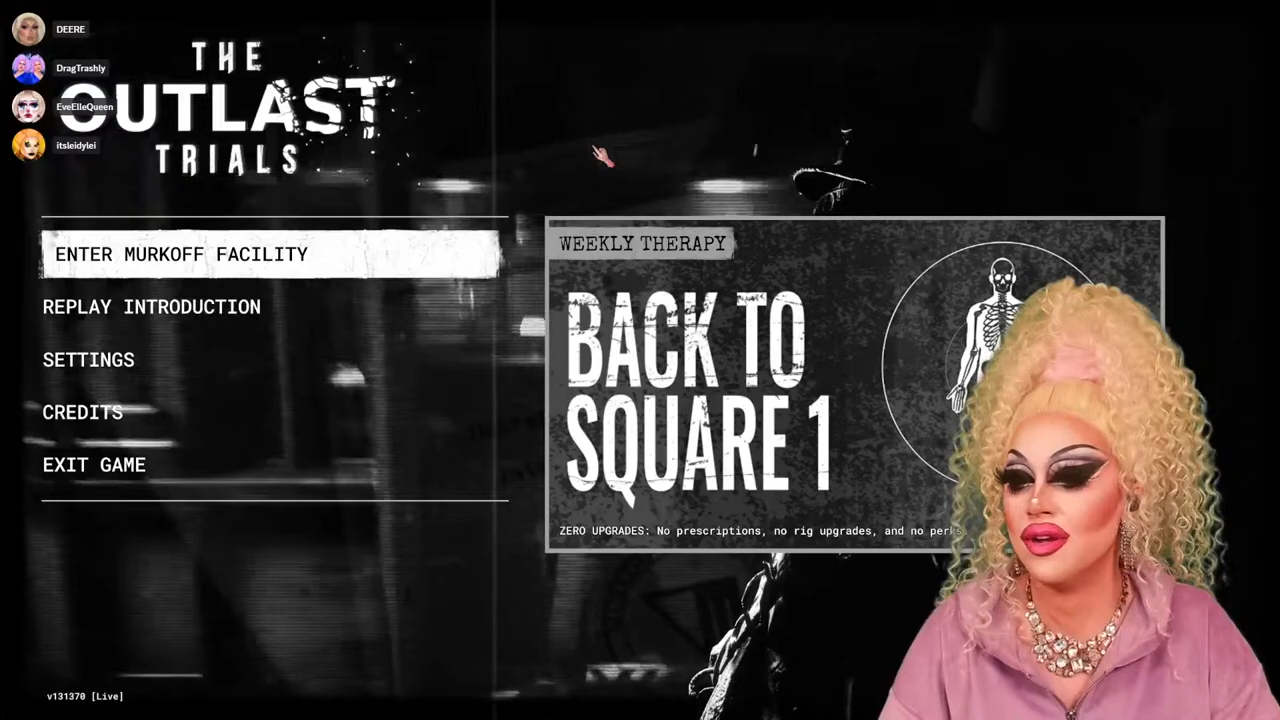 DEERE
DragTrashly
EveElleQueen
itsleidylei
THE
OUTLAST
TRIALS
ENTER MURKOFF FACILITY
REPLAY INTRODUCTION
SETTINGS
CREDITS
EXIT GAME
WEEKLY THERAPY
BACK TO
SQUARE 1
ZERO UPGRADES: No prescriptions, no rig upgrades, and no perks
v131370 [Live]